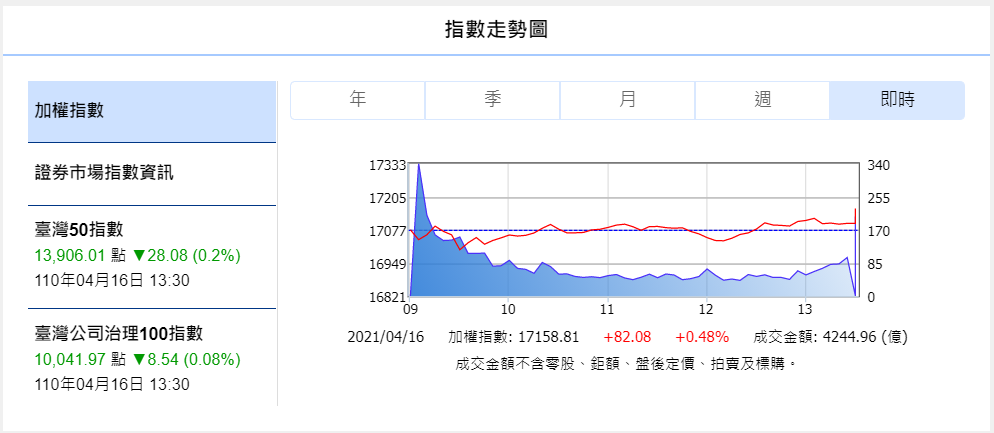 指數走勢圖
加權指數
證券市場指數資訊
臺灣50指數
13,906.01 點 ▼28.08 (0.2%)
110年04月16日 13:30
臺灣公司治理100指數
10,041.97 點 ▼8.54 (0.08%)
110年04月16日 13:30
年 季 月 週 即時
17333 340
17205 255
17077 170
16949 85
16821 0
09 10 11 12 13
2021/04/16 加權指數: 17158.81 +82.08 +0.48% 成交金額: 4244.96 (億)
成交金額不含零股、鉅額、盤後定價、拍賣及標購。